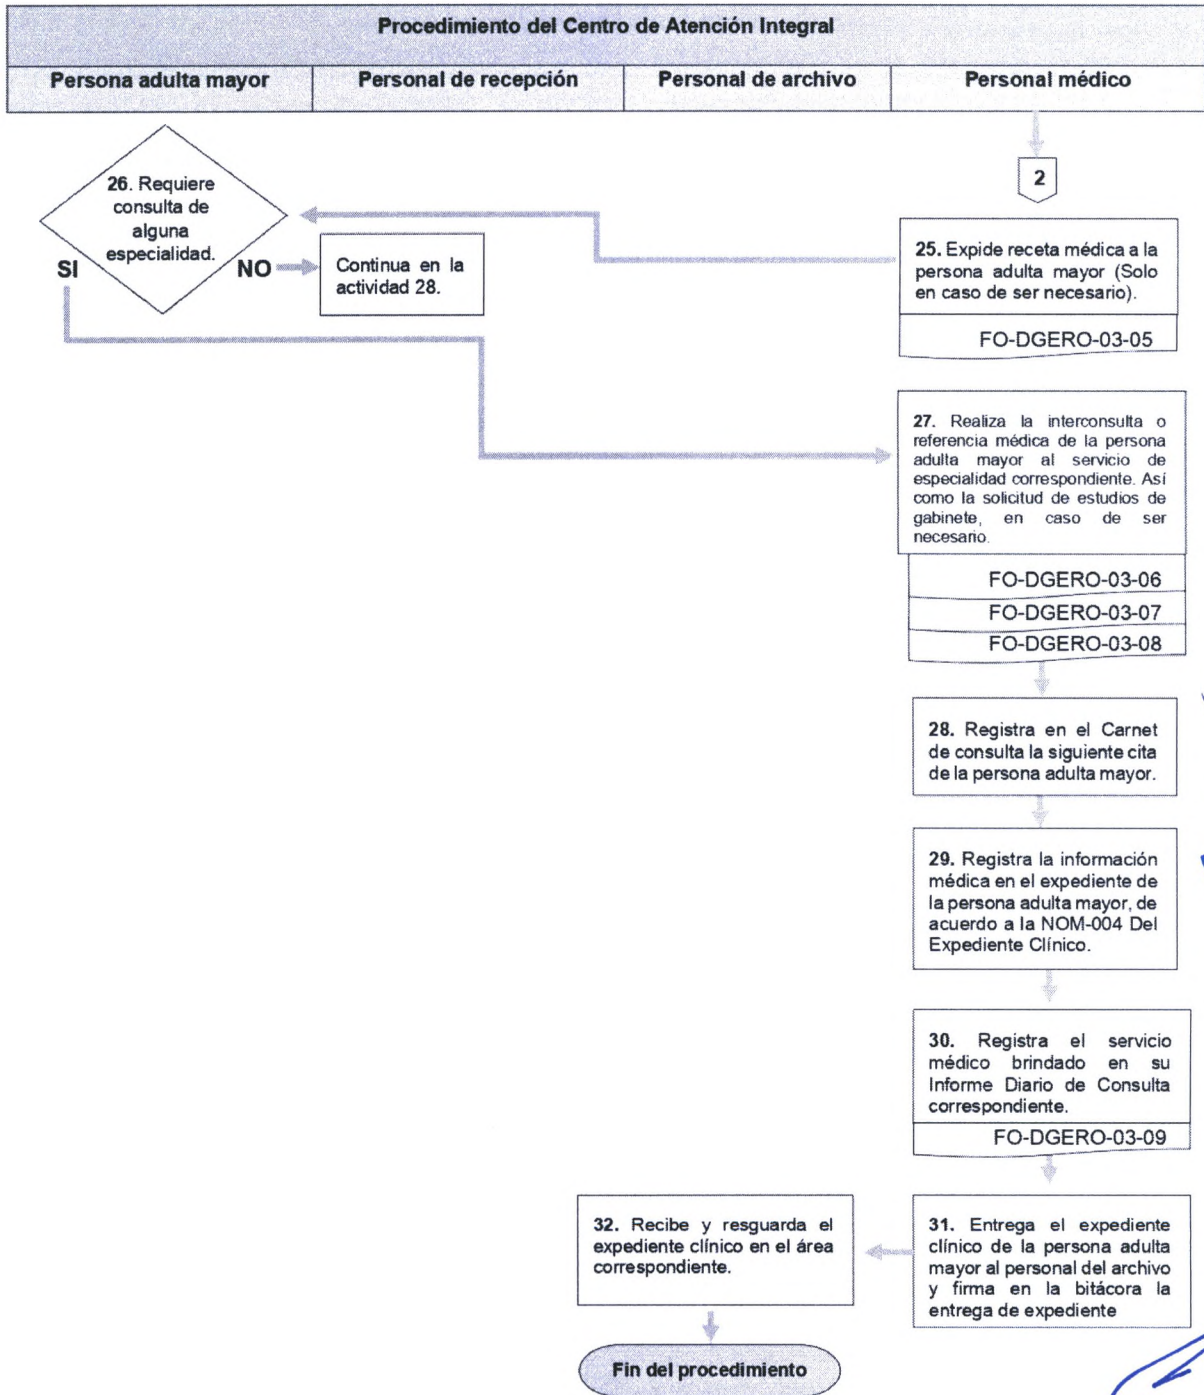 Procedimiento del Centro de Atención Integral
Persona adulta mayor
Personal de recepción
Personal de archivo
Personal médico
2
26. Requiere
consulta de
alguna
especialidad.
SI
NO
Continua en la
actividad 28.
25. Expide receta médica a la
persona adulta mayor (Solo
en caso de ser necesario).
FO-DGERO-03-05
27. Realiza la interconsulta o
referencia médica de la persona
adulta mayor al servicio de
especialidad correspondiente. Así
como la solicitud de estudios de
gabinete, en caso de ser
necesario.
FO-DGERO-03-06
FO-DGERO-03-07
FO-DGERO-03-08
28. Registra en el Carnet
de consulta la siguiente cita
de la persona adulta mayor.
29. Registra la información
médica en el expediente de
la persona adulta mayor, de
acuerdo a la NOM-004 Del
Expediente Clínico.
30. Registra el servicio
médico brindado en su
Informe Diario de Consulta
correspondiente.
FO-DGERO-03-09
31. Entrega el expediente
clínico de la persona adulta
mayor al personal del archivo
y firma en la bitácora la
entrega de expediente
32. Recibe y resguarda el
expediente clínico en el área
correspondiente.
Fin del procedimiento